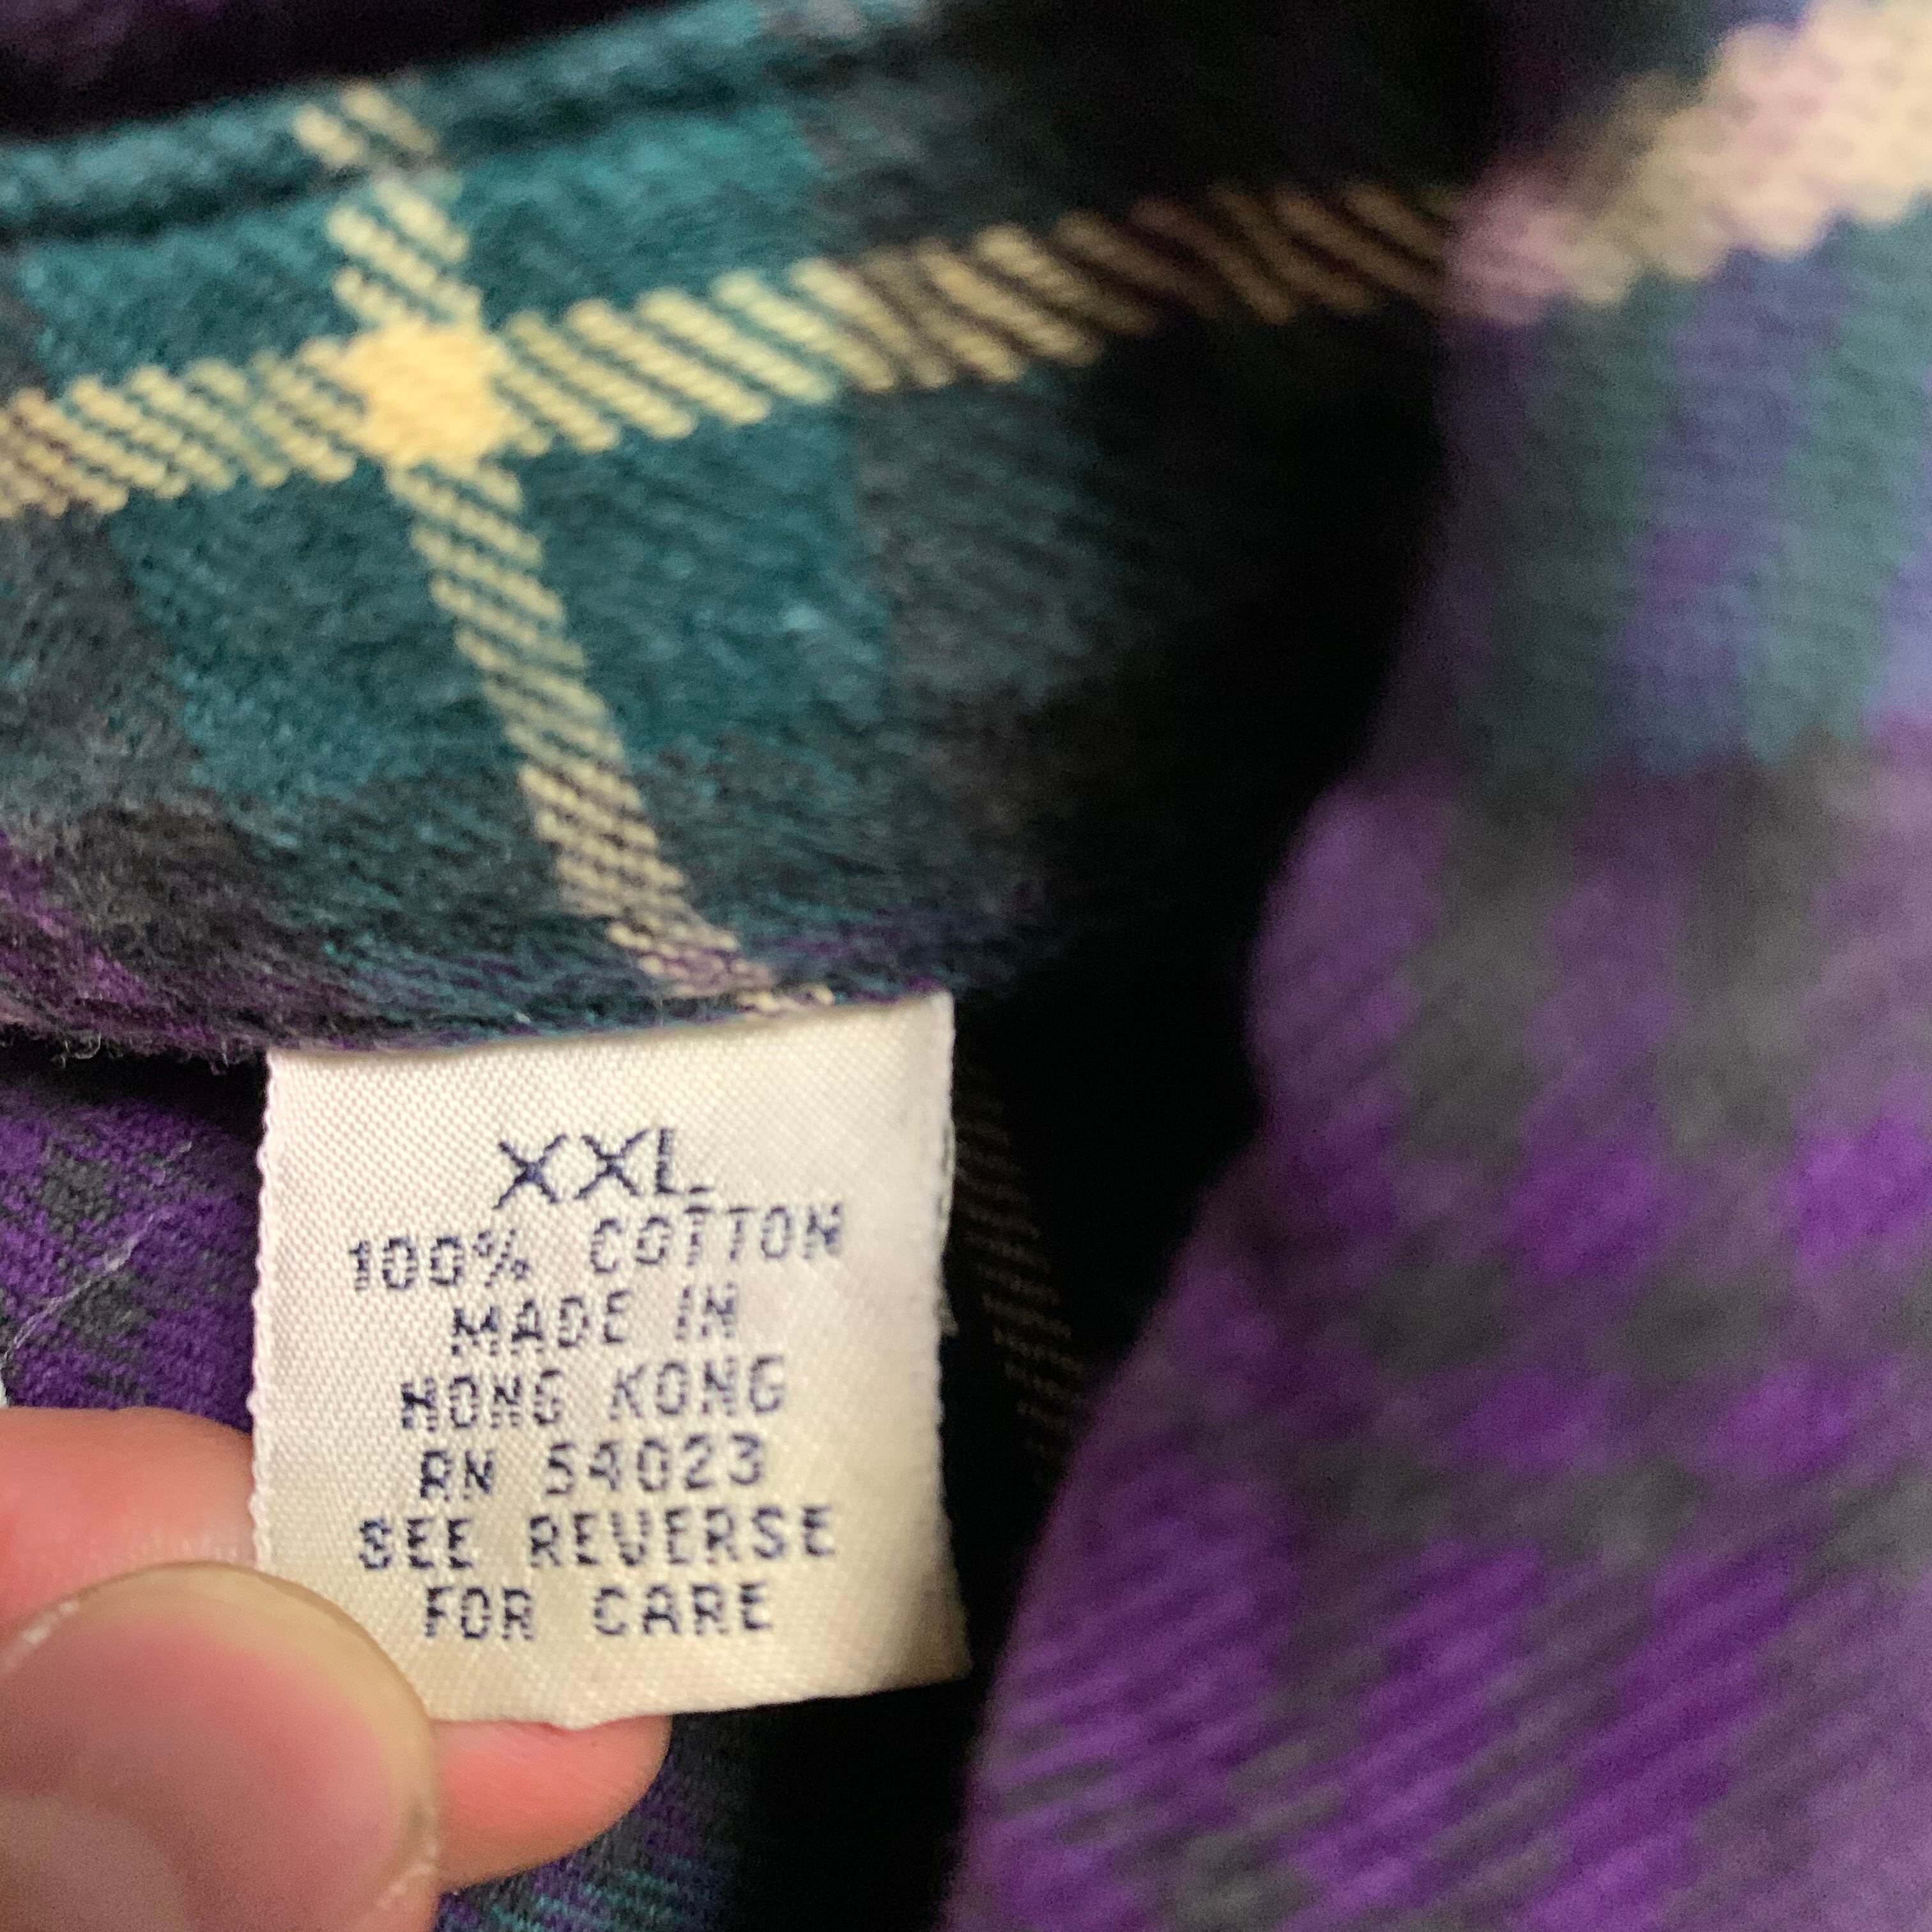 XXL
100% COTTON
MADE IN
HONG KONG
RN 54023
SEE REVERSE
FOR CARE